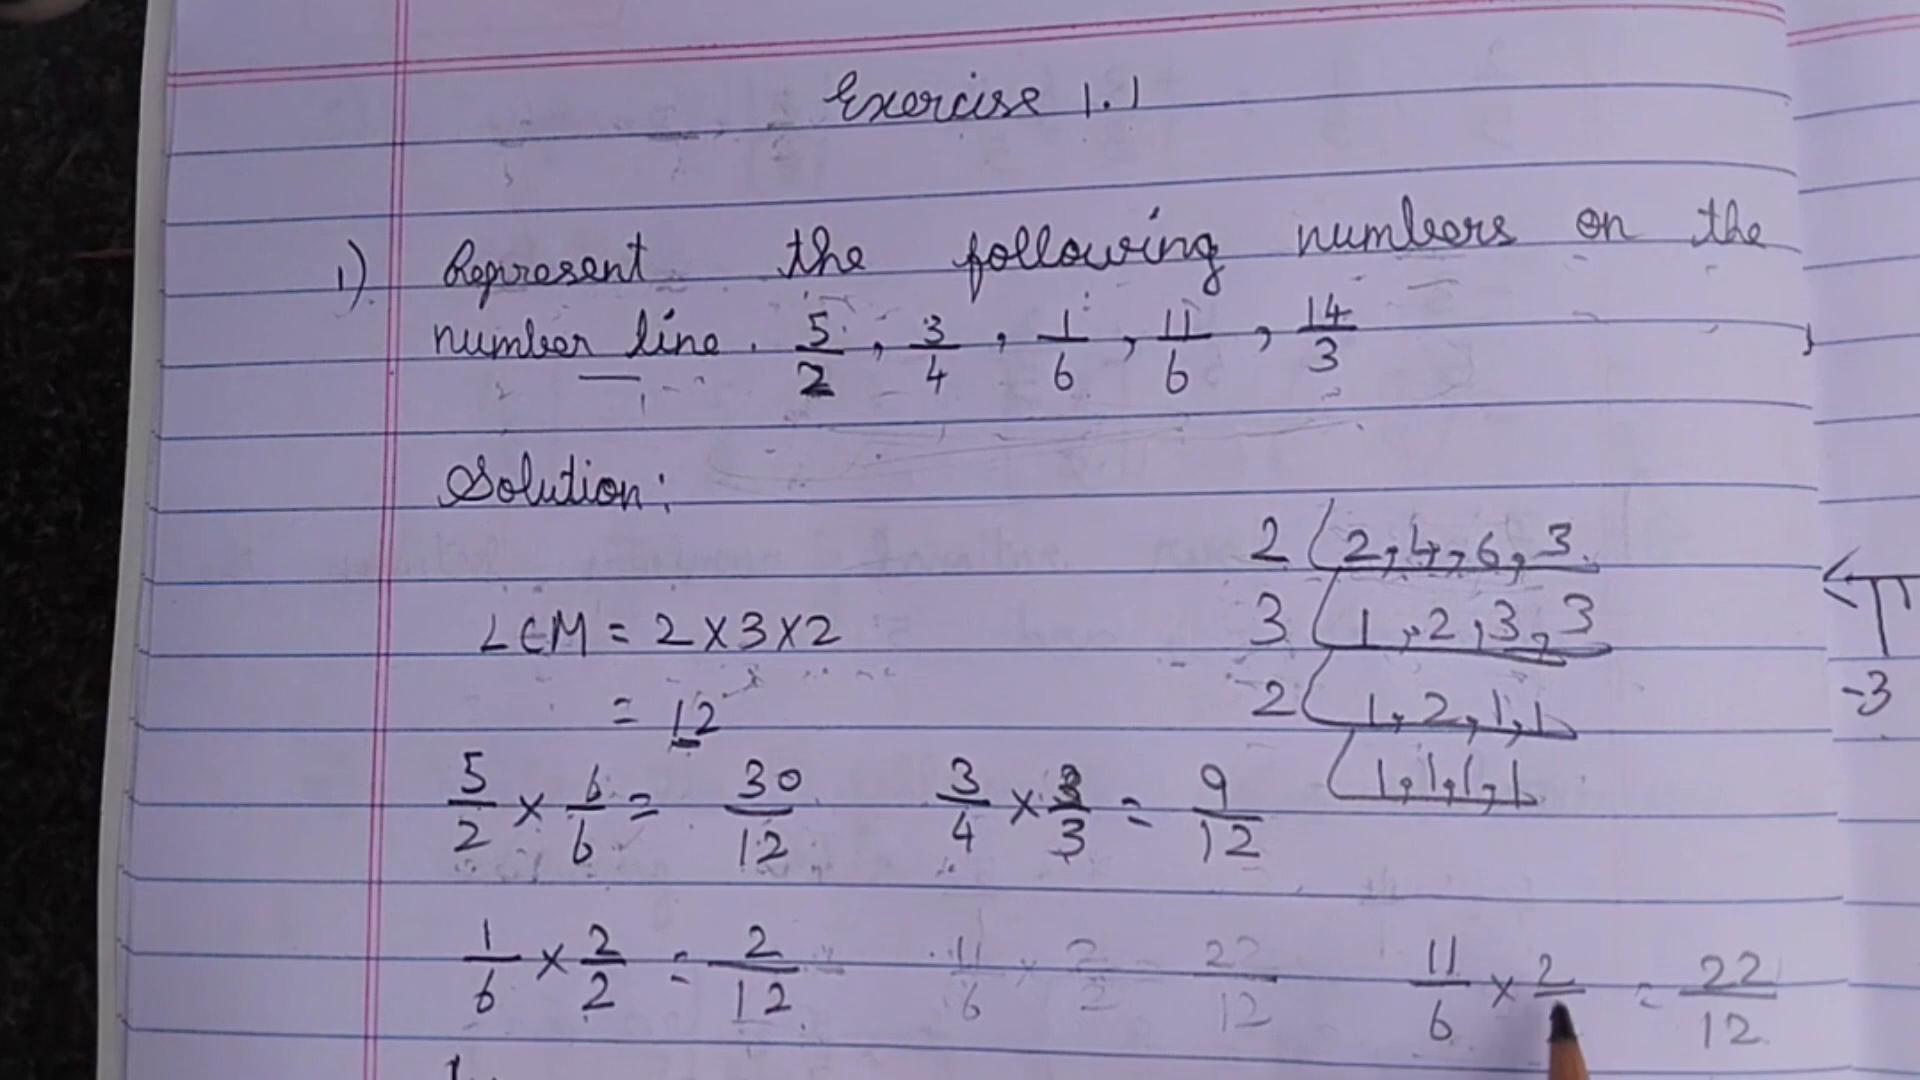 Exercise 1.1
1) Represent the following numbers on the
number line. 5/2, 3/4, 1/6, 11/6, 14/3
Solution:
2 | 2, 4, 6, 3
3 | 1, 2, 3, 3
2 | 1, 2, 1, 1
1, 1, 1, 1
LCM = 2 × 3 × 2
= 12
5/2 × 6/6 = 30/12 3/4 × 3/3 = 9/12
1/6 × 2/2 = 2/12 11/6 × 2/2 = 22/12 11/6 × 2/ = 22/12
-3